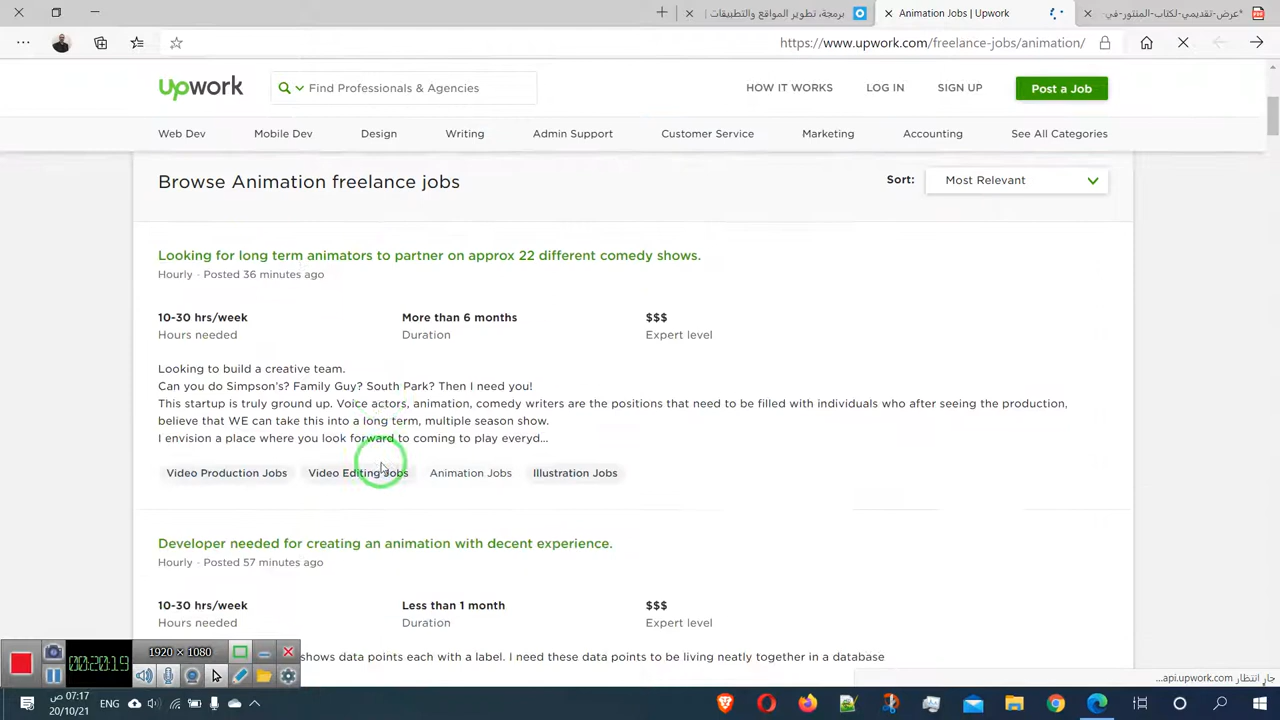 برمجة، تطوير المواقع والتطبيقات |
Animation Jobs | Upwork
عرض-تقديمي-لكتاب-المنثور-في-*
https://www.upwork.com/freelance-jobs/animation/
upwork
Find Professionals & Agencies
HOW IT WORKS LOG IN SIGN UP Post a Job
Web Dev Mobile Dev Design Writing Admin Support Customer Service Marketing Accounting See All Categories
Browse Animation freelance jobs
Sort: Most Relevant
Looking for long term animators to partner on approx 22 different comedy shows.
Hourly · Posted 36 minutes ago
10-30 hrs/week More than 6 months $$$
Hours needed Duration Expert level
Looking to build a creative team.
Can you do Simpson's? Family Guy? South Park? Then I need you!
This startup is truly ground up. Voice actors, animation, comedy writers are the positions that need to be filled with individuals who after seeing the production,
believe that WE can take this into a long term, multiple season show.
I envision a place where you look forward to coming to play everyd...
Video Production Jobs Video Editing Jobs Animation Jobs Illustration Jobs
Developer needed for creating an animation with decent experience.
Hourly · Posted 57 minutes ago
10-30 hrs/week Less than 1 month $$$
Hours needed Duration Expert level
shows data points each with a label. I need these data points to be living neatly together in a database
1920 × 1080
00:20:19
جارٍ انتظار api.upwork.com...
07:17 ص
20/10/21
ENG